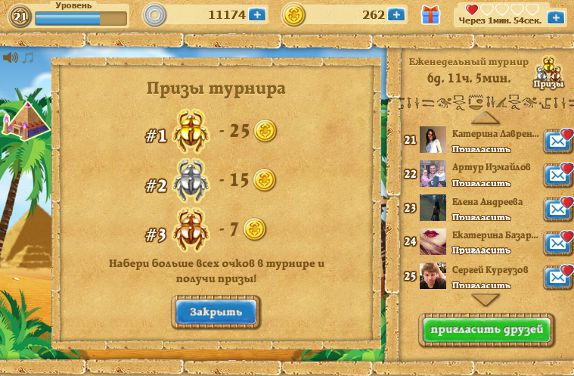 Уровень
21
11174
262
Через 1мин. 54сек.
Призы турнира
#1 - 25
#2 - 15
#3 - 7
Набери больше всех очков в турнире и
получи призы!
Закрыть
Еженедельный турнир
6д. 11ч. 5мин.
Призы
21 Катерина Лаврен...
Пригласить
22 Артур Измайлов
Пригласить
23 Елена Андреева
Пригласить
24 Екатерина Базар...
Пригласить
25 Сергей Кургузов
Пригласить
пригласить друзей